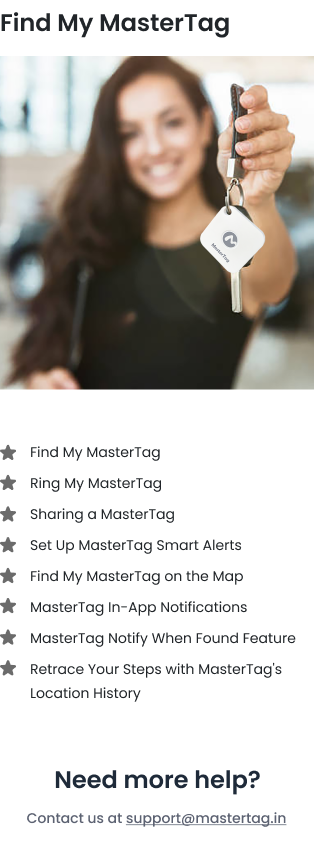 Find My MasterTag
MasterTag
Find My MasterTag
Ring My MasterTag
Sharing a MasterTag
Set Up MasterTag Smart Alerts
Find My MasterTag on the Map
MasterTag In-App Notifications
MasterTag Notify When Found Feature
Retrace Your Steps with MasterTag's
Location History
Need more help?
Contact us at support@mastertag.in